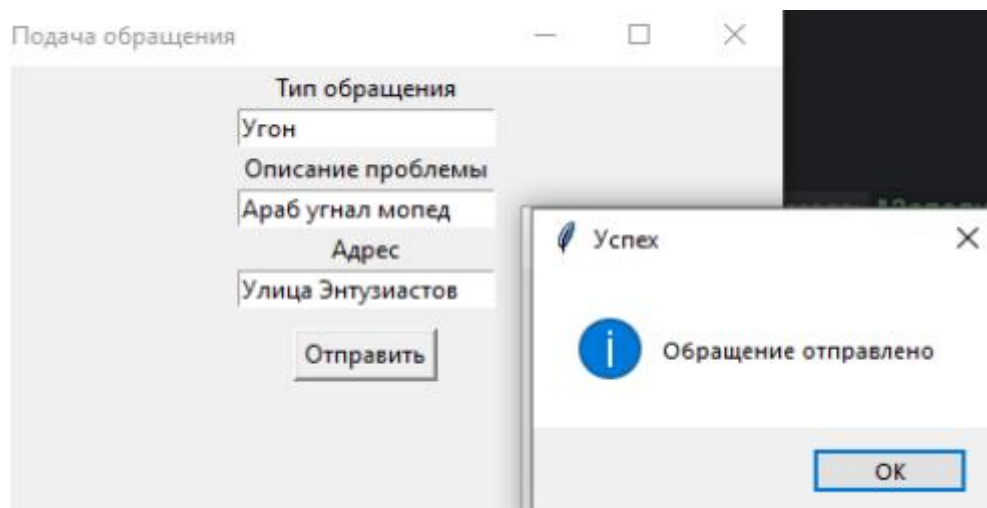 Подача обращения
Тип обращения
Угон
Описание проблемы
Араб угнал мопед
Адрес
Улица Энтузиастов
Отправить
Успех
Обращение отправлено
OK